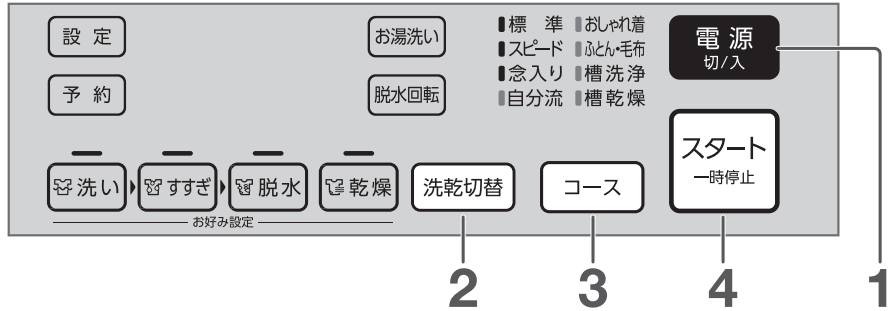 設定
お湯洗い
標準
おしゃれ着
スピード
ふとん・毛布
念入り
槽洗浄
自分流
槽乾燥
電源
切/入
予約
脱水回転
スタート
一時停止
洗い
すすぎ
脱水
乾燥
洗乾切替
コース
お好み設定
2
3
4
1